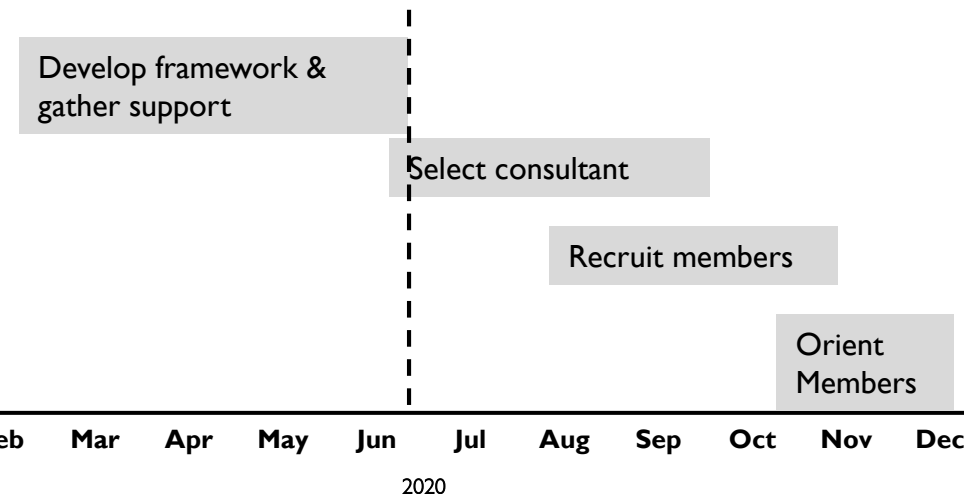 Develop framework &
gather support
Select consultant
Recruit members
Orient
Members
eb Mar Apr May Jun Jul Aug Sep Oct Nov Dec
2020